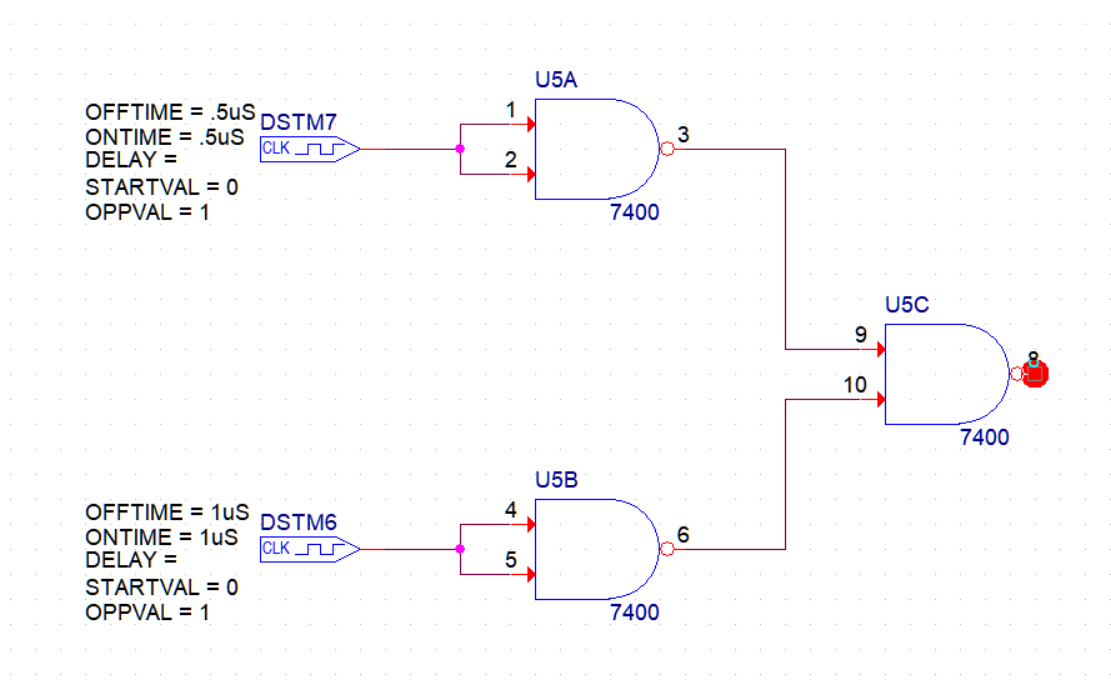 U5A
OFFTIME = .5uS
DSTM7
ONTIME = .5uS
CLK
DELAY =
STARTVAL = 0
OPPVAL = 1
1
2
3
7400
U5C
9
10
8
7400
U5B
OFFTIME = 1uS
DSTM6
ONTIME = 1uS
CLK
DELAY =
STARTVAL = 0
OPPVAL = 1
4
5
6
7400